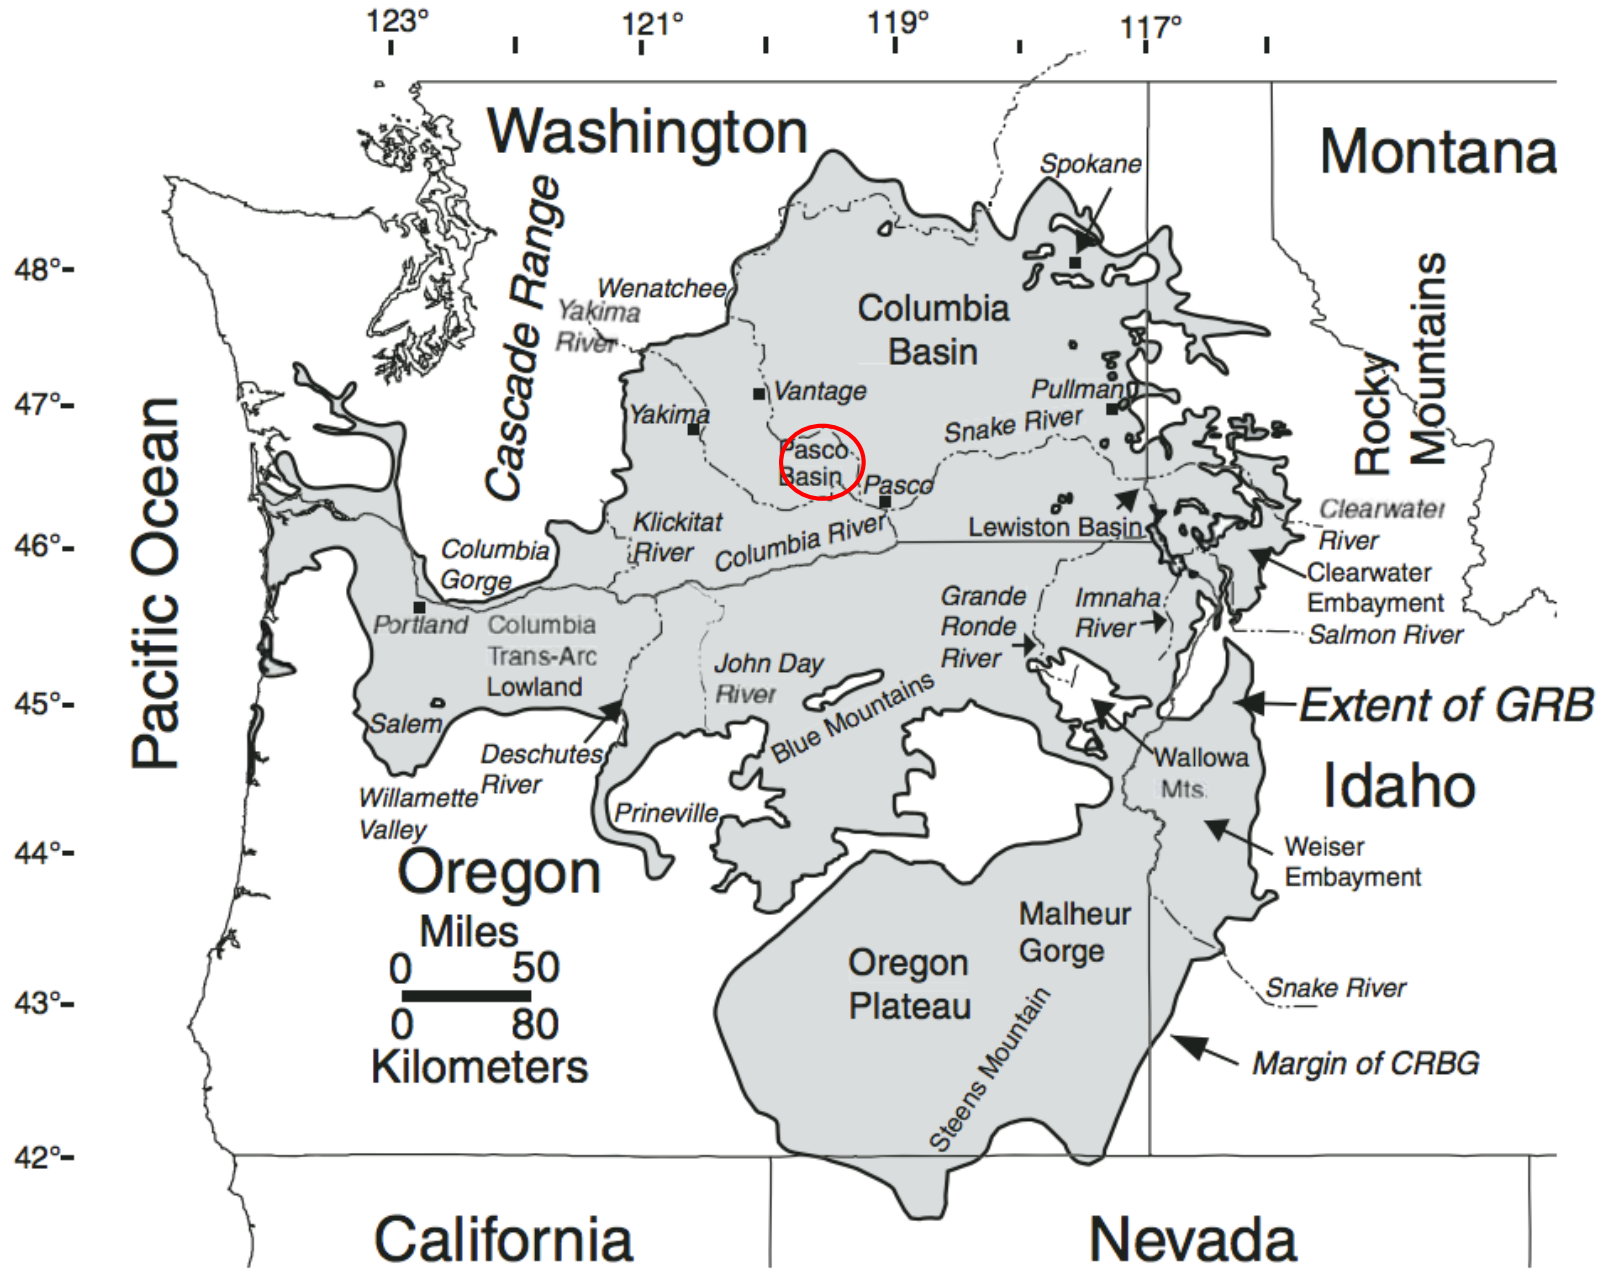 123°
121°
119°
117°
Washington
Montana
Spokane
Cascade Range
Wenatchee
Yakima
River
48°-
Columbia
Basin
Rocky
Mountains
47°-
Vantage
Pullman
Yakima
Snake River
Pasco
Basin
Pasco
Pacific Ocean
Klickitat
River
Columbia River
Lewiston Basin
Clearwater
River
46°-
Columbia
Gorge
Clearwater
Embayment
Grande
Ronde
River
Imnaha
River
Salmon River
Portland
Columbia
Trans-Arc
Lowland
John Day
River
Blue Mountains
45°-
Extent of GRB
Salem
Deschutes
River
Wallowa
Mts.
Idaho
Willamette
Valley
Prineville
44°-
Oregon
Weiser
Embayment
Miles
0 50
0 80
Kilometers
Malheur
Gorge
Oregon
Plateau
Snake River
43°-
Steens Mountain
Margin of CRBG
42°-
California
Nevada